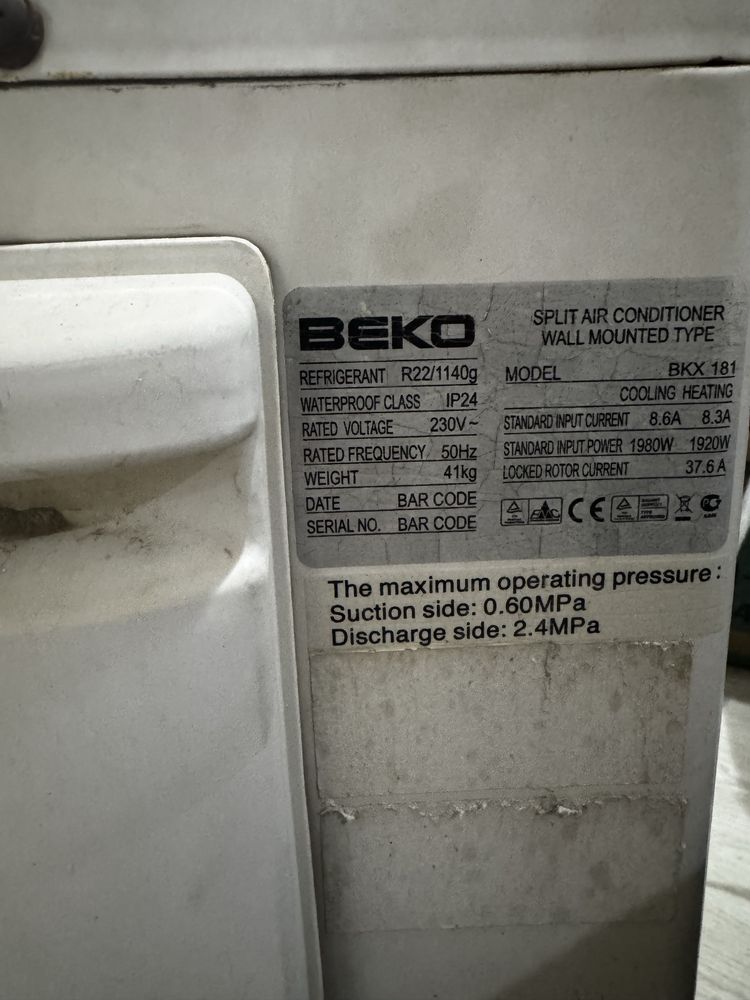 BEKO
SPLIT AIR CONDITIONER
WALL MOUNTED TYPE
REFRIGERANT R22/1140g
WATERPROOF CLASS IP24
RATED VOLTAGE 230V~
RATED FREQUENCY 50Hz
WEIGHT 41kg
DATE BAR CODE
SERIAL NO. BAR CODE
MODEL BKX 181
COOLING HEATING
STANDARD INPUT CURRENT 8.6A 8.3A
STANDARD INPUT POWER 1980W 1920W
LOCKED ROTOR CURRENT 37.6 A
CE
The maximum operating pressure:
Suction side: 0.60MPa
Discharge side: 2.4MPa